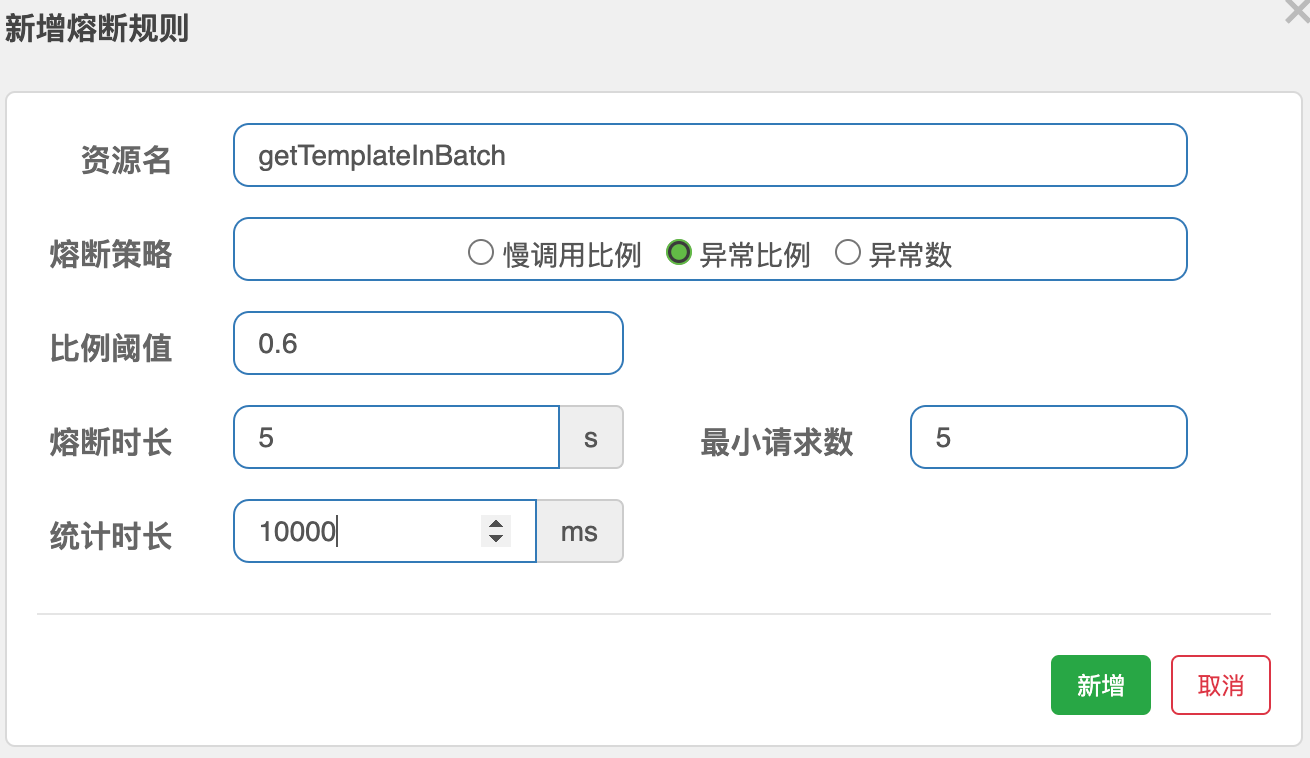 新增熔断规则
资源名 getTemplateInBatch
熔断策略 慢调用比例 异常比例 异常数
比例阈值 0.6
熔断时长 5 s 最小请求数 5
统计时长 10000 ms
新增 取消